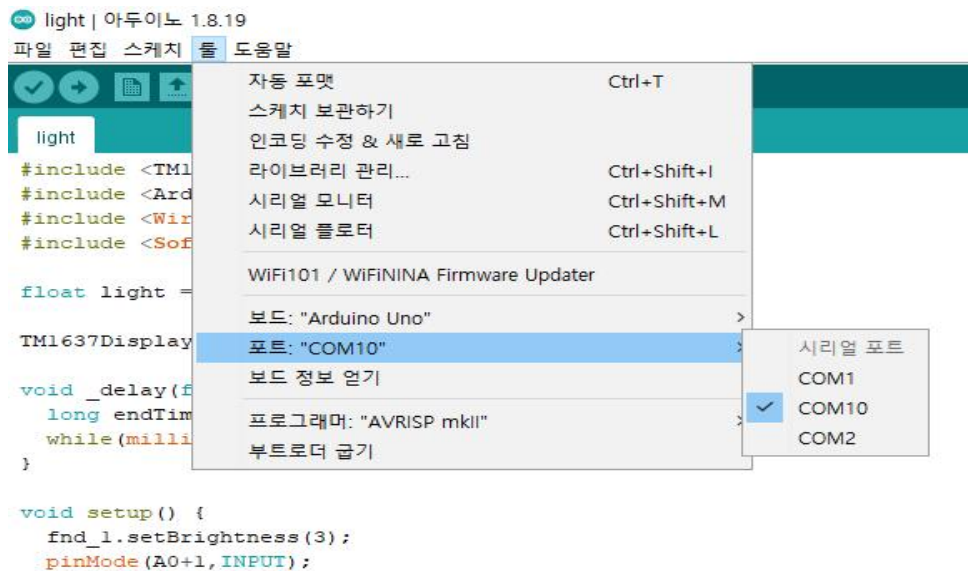 light | 아두이노 1.8.19
파일 편집 스케치 툴 도움말
자동 포맷 Ctrl+T
스케치 보관하기
light
인코딩 수정 & 새로 고침
#include <TM1
라이브러리 관리... Ctrl+Shift+I
#include <Ard
시리얼 모니터 Ctrl+Shift+M
#include <Wir
시리얼 플로터 Ctrl+Shift+L
#include <Sof
WiFi101 / WiFiNINA Firmware Updater
float light =
보드: "Arduino Uno" >
TM1637Display
포트: "COM10"
시리얼 포트
보드 정보 얻기
COM1
void _delay(f
long endTim
COM10
프로그래머: "AVRISP mkII"
while(milli
COM2
부트로더 굽기
}
void setup() {
fnd_1.setBrightness(3);
pinMode(A0+1,INPUT);